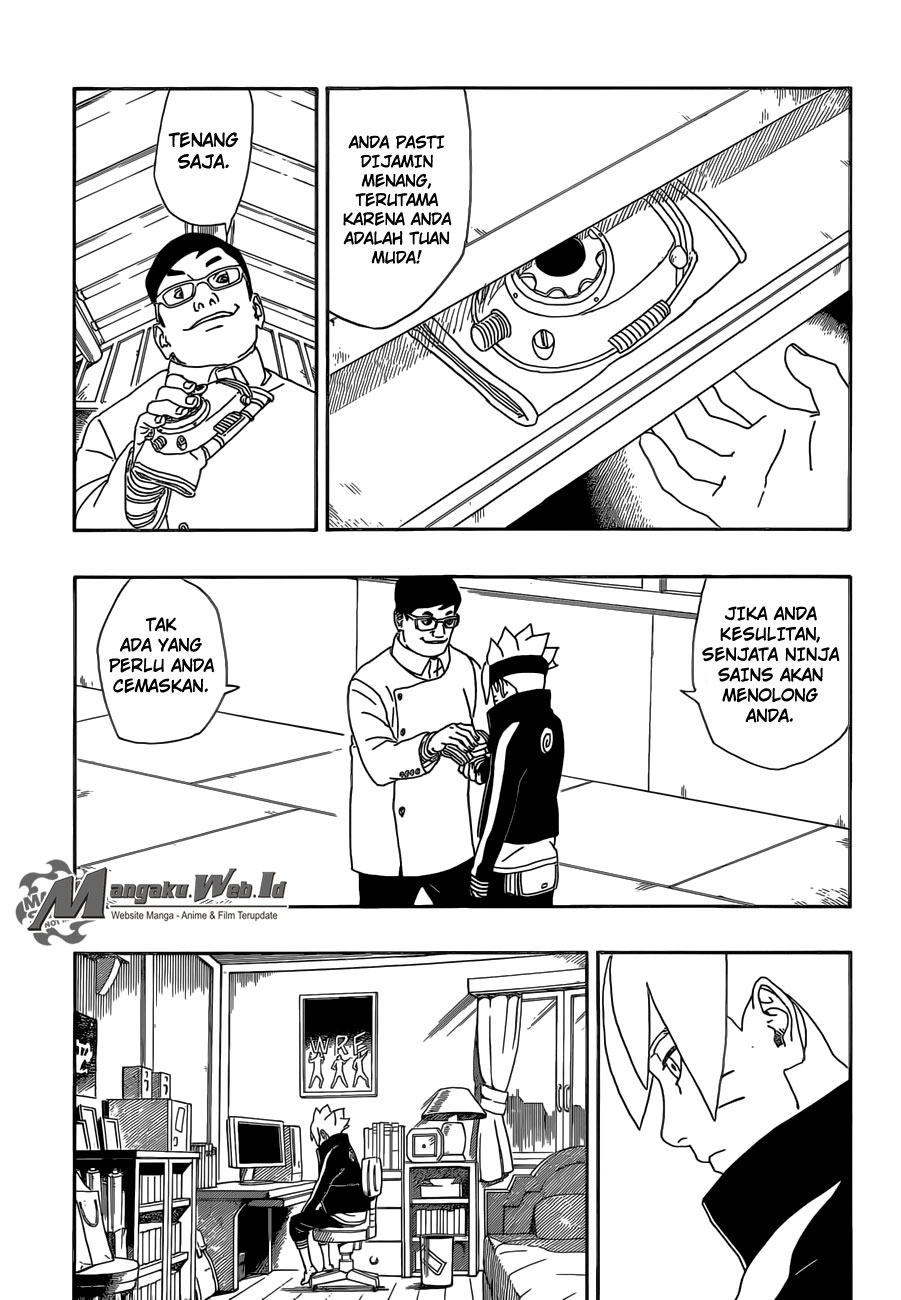 ANDA PASTI
DIJAMIN
MENANG,
TERUTAMA
KARENA ANDA
ADALAH TUAN
MUDA!
TENANG
SAJA.
JIKA ANDA
KESULITAN,
SENJATA NINJA
SAINS AKAN
MENOLONG
ANDA.
TAK
ADA YANG
PERLU ANDA
CEMASKAN.
Mangaku.Web.Id
Website Manga - Anime & Film Terupdate
WRE